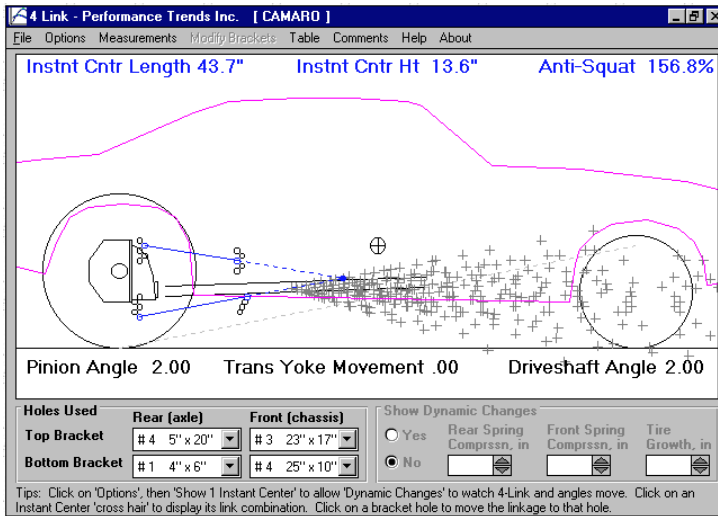 4 Link - Performance Trends Inc. [ CAMARO ]
File Options Measurements Modify Brackets Table Comments Help About
Instnt Cntr Length 43.7" Instnt Cntr Ht 13.6" Anti-Squat 156.8%
Pinion Angle 2.00 Trans Yoke Movement .00 Driveshaft Angle 2.00
Holes Used
Rear (axle) Front (chassis)
Top Bracket # 4 5" x 20" # 3 23" x 17"
Bottom Bracket # 1 4" x 6" # 4 25" x 10"
Show Dynamic Changes
Yes
No
Rear Spring
Comprssn, in
Front Spring
Comprssn, in
Tire
Growth, in
Tips: Click on 'Options', then 'Show 1 Instant Center' to allow 'Dynamic Changes' to watch 4-Link and angles move. Click on an
Instant Center 'cross hair' to display its link combination. Click on a bracket hole to move the linkage to that hole.